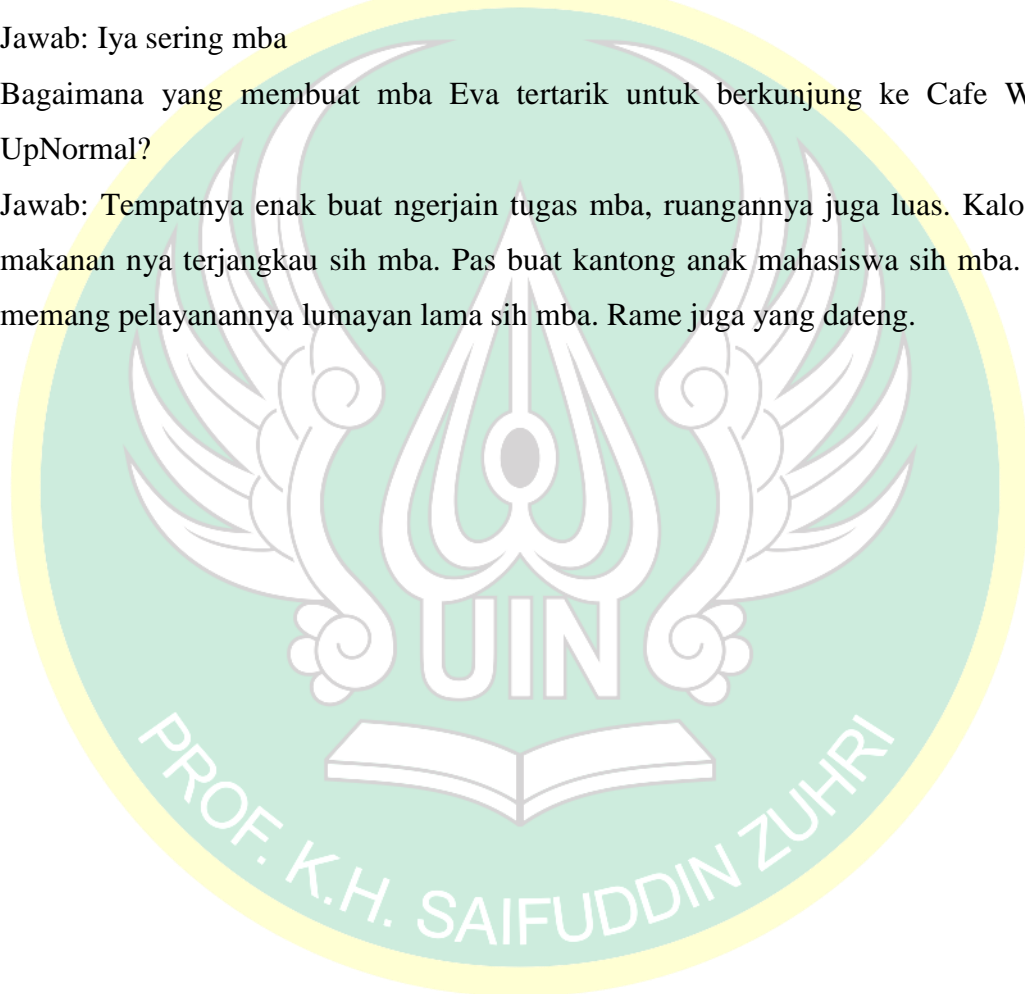 Jawab: Iya sering mba
Bagaimana yang membuat mba Eva tertarik untuk berkunjung ke Cafe
UpNormal?
Jawab: Tempatnya enak buat ngerjain tugas mba, ruangannya juga luas. Kalo
makanan nya terjangkau sih mba. Pas buat kantong anak mahasiswa sih mba.
memang pelayanannya lumayan lama sih mba. Rame juga yang dateng.
UIN
PROF. K.H. SAIFUDDIN ZUHRI